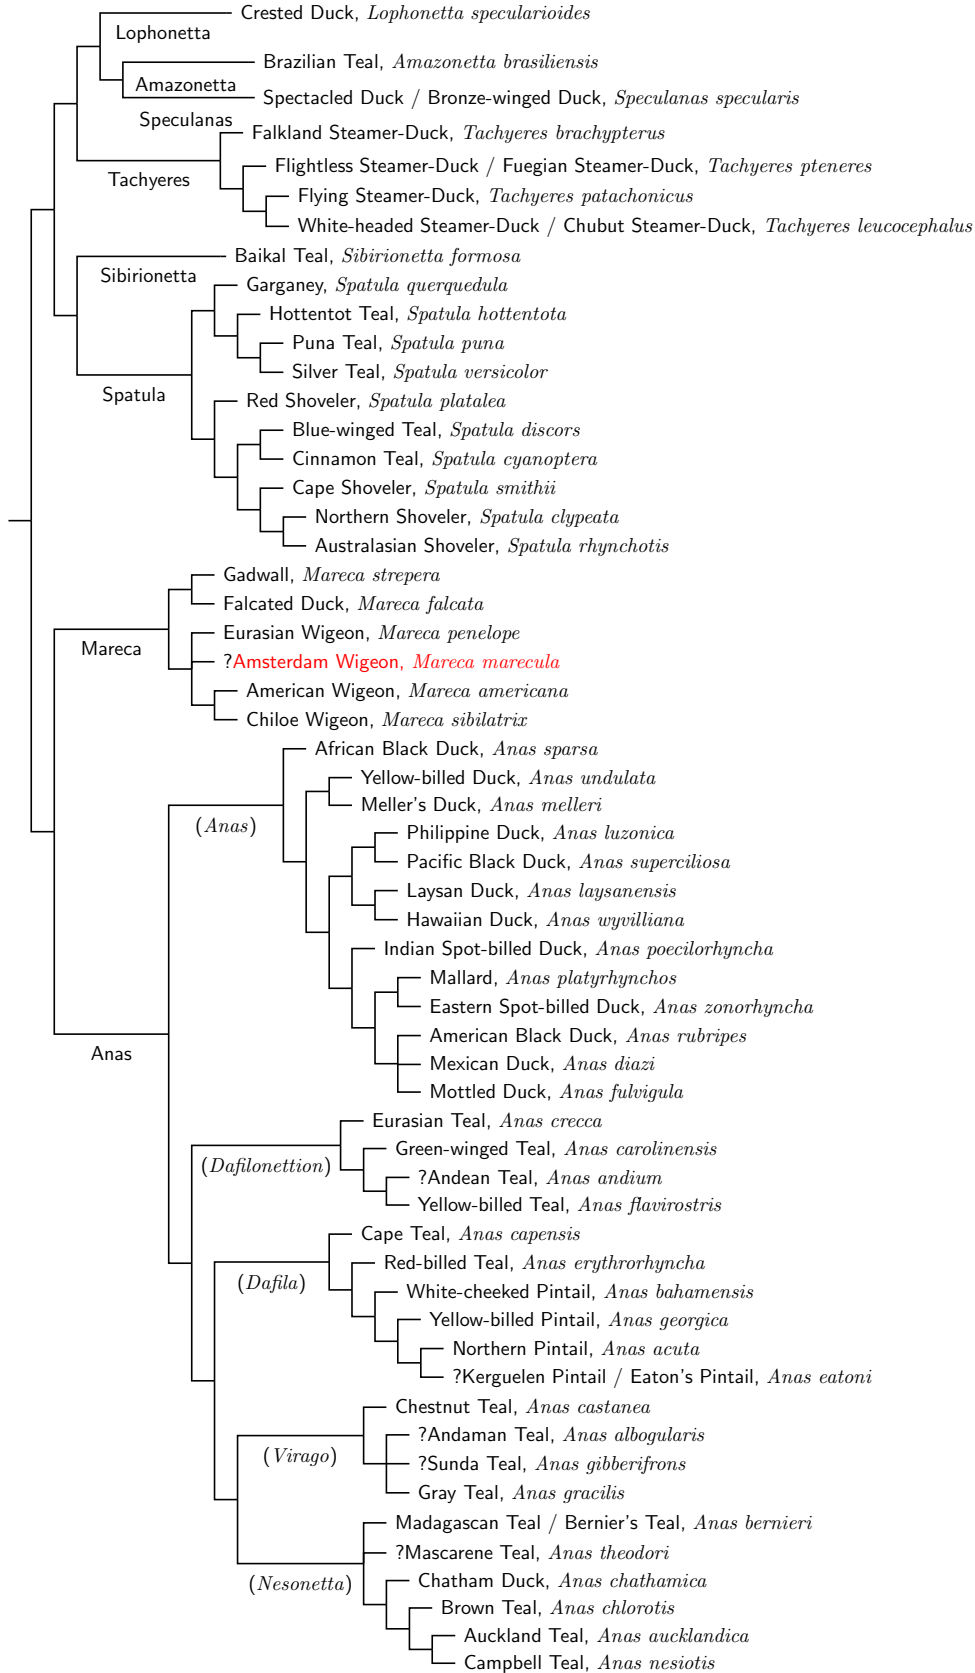 Crested Duck, Lophonetta specularioides
Lophonetta
Brazilian Teal, Amazonetta brasiliensis
Amazonetta
Spectacled Duck / Bronze-winged Duck, Speculanas specularis
Speculanas
Falkland Steamer-Duck, Tachyeres brachypterus
Flightless Steamer-Duck / Fuegian Steamer-Duck, Tachyeres pteneres
Tachyeres
Flying Steamer-Duck, Tachyeres patachonicus
White-headed Steamer-Duck / Chubut Steamer-Duck, Tachyeres leucocephalus
Baikal Teal, Sibirionetta formosa
Sibirionetta
Garganey, Spatula querquedula
Hottentot Teal, Spatula hottentota
Puna Teal, Spatula puna
Silver Teal, Spatula versicolor
Spatula
Red Shoveler, Spatula platalea
Blue-winged Teal, Spatula discors
Cinnamon Teal, Spatula cyanoptera
Cape Shoveler, Spatula smithii
Northern Shoveler, Spatula clypeata
Australasian Shoveler, Spatula rhynchotis
Gadwall, Mareca strepera
Falcated Duck, Mareca falcata
Eurasian Wigeon, Mareca penelope
Mareca
?Amsterdam Wigeon, Mareca marecula
American Wigeon, Mareca americana
Chiloe Wigeon, Mareca sibilatrix
African Black Duck, Anas sparsa
Yellow-billed Duck, Anas undulata
Meller's Duck, Anas melleri
(Anas)
Philippine Duck, Anas luzonica
Pacific Black Duck, Anas superciliosa
Laysan Duck, Anas laysanensis
Hawaiian Duck, Anas wyvilliana
Indian Spot-billed Duck, Anas poecilorhyncha
Mallard, Anas platyrhynchos
Eastern Spot-billed Duck, Anas zonorhyncha
American Black Duck, Anas rubripes
Anas
Mexican Duck, Anas diazi
Mottled Duck, Anas fulvigula
Eurasian Teal, Anas crecca
Green-winged Teal, Anas carolinensis
(Dafilonettion)
?Andean Teal, Anas andium
Yellow-billed Teal, Anas flavirostris
Cape Teal, Anas capensis
Red-billed Teal, Anas erythrorhyncha
(Dafila)
White-cheeked Pintail, Anas bahamensis
Yellow-billed Pintail, Anas georgica
Northern Pintail, Anas acuta
?Kerguelen Pintail / Eaton's Pintail, Anas eatoni
Chestnut Teal, Anas castanea
?Andaman Teal, Anas albogularis
(Virago)
?Sunda Teal, Anas gibberifrons
Gray Teal, Anas gracilis
Madagascan Teal / Bernier's Teal, Anas bernieri
?Mascarene Teal, Anas theodori
(Nesonetta)
Chatham Duck, Anas chathamica
Brown Teal, Anas chlorotis
Auckland Teal, Anas aucklandica
Campbell Teal, Anas nesiotis